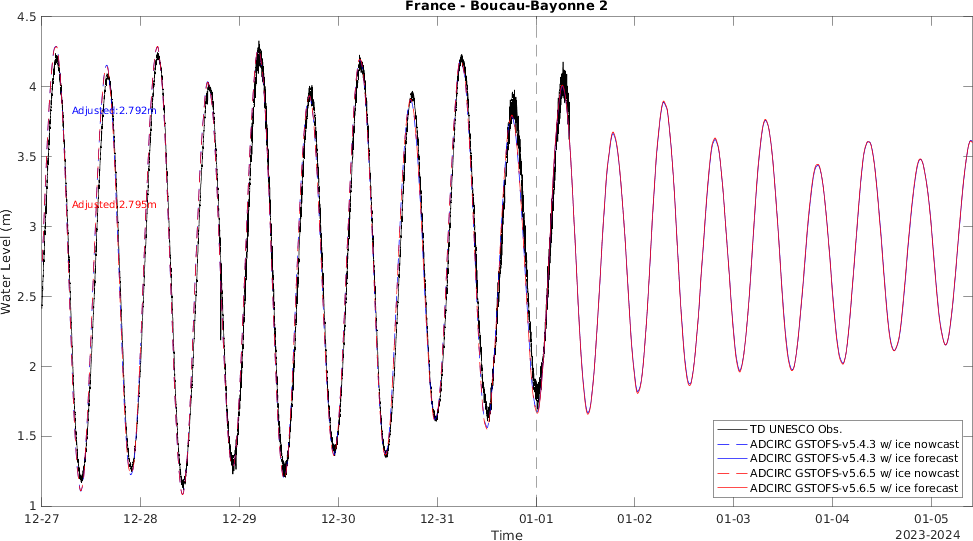 France - Boucau-Bayonne 2
4.5
4
3.5
3
2.5
2
1.5
1
Water Level (m)
Adjusted:2.792m
Adjusted:2.795m
TD UNESCO Obs.
ADCIRC GSTOFS-v5.4.3 w/ ice nowcast
ADCIRC GSTOFS-v5.4.3 w/ ice forecast
ADCIRC GSTOFS-v5.6.5 w/ ice nowcast
ADCIRC GSTOFS-v5.6.5 w/ ice forecast
12-27 12-28 12-29 12-30 12-31 01-01 01-02 01-03 01-04 01-05
Time
2023-2024